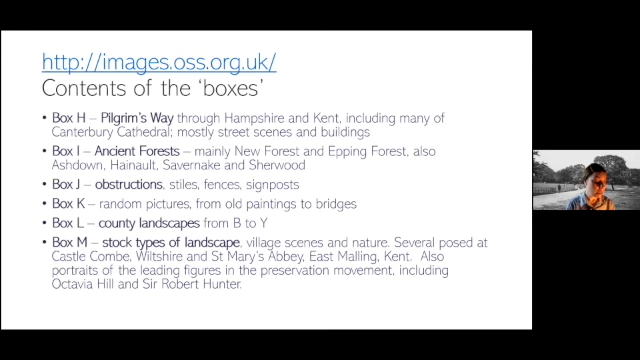 http://images.oss.org.uk/
Contents of the ‘boxes’
• Box H – Pilgrim’s Way through Hampshire and Kent, including many of
Canterbury Cathedral; mostly street scenes and buildings
• Box I – Ancient Forests – mainly New Forest and Epping Forest, also
Ashdown, Hainault, Savernake and Sherwood
• Box J – obstructions, stiles, fences, signposts
• Box K – random pictures, from old paintings to bridges
• Box L – county landscapes from B to Y
• Box M – stock types of landscape, village scenes and nature. Several posed at
Castle Combe, Wiltshire and St Mary’s Abbey, East Malling, Kent. Also
portraits of the leading figures in the preservation movement, including
Octavia Hill and Sir Robert Hunter.